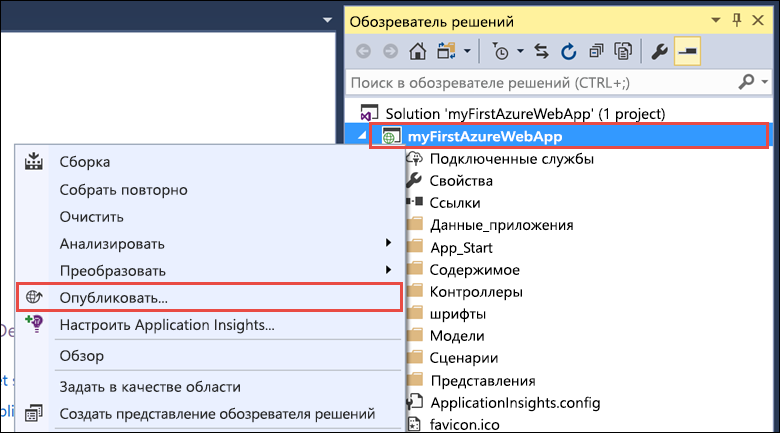 Обозреватель решений
Поиск в обозревателе решений (CTRL+;)
Solution 'myFirstAzureWebApp' (1 project)
myFirstAzureWebApp
Подключенные службы
Свойства
Ссылки
Данные_приложения
App_Start
Содержимое
Контроллеры
шрифты
Модели
Сценарии
Представления
ApplicationInsights.config
favicon.ico
Сборка
Собрать повторно
Очистить
Анализировать
Преобразовать
Опубликовать...
Настроить Application Insights...
Обзор
Задать в качестве области
Создать представление обозревателя решений